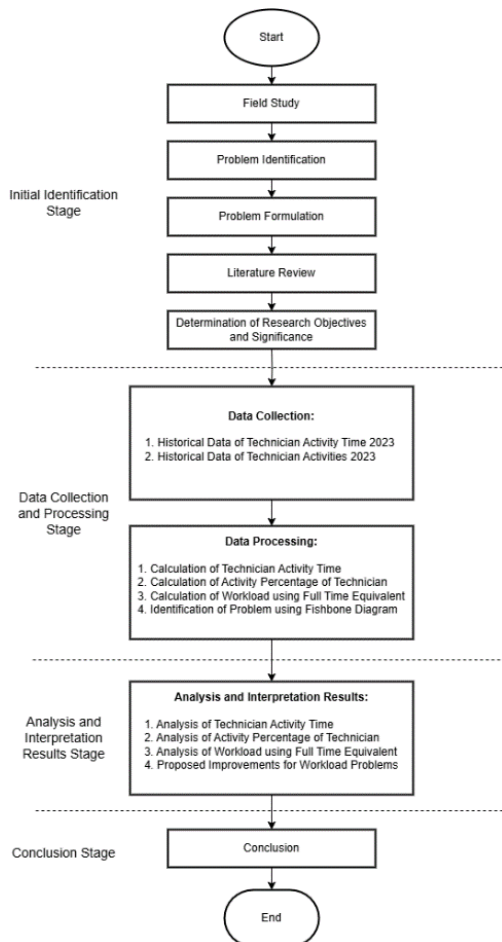 Start
Field Study
Problem Identification
Initial Identification
Stage
Problem Formulation
Literature Review
Determination of Research Objectives
and Significance
Data Collection:
1. Historical Data of Technician Activity Time 2023
2. Historical Data of Technician Activities 2023
Data Collection
and Processing
Stage
Data Processing:
1. Calculation of Technician Activity Time
2. Calculation of Activity Percentage of Technician
3. Calculation of Workload using Full Time Equivalent
4. Identification of Problem using Fishbone Diagram
Analysis and
Interpretation
Results Stage
Analysis and Interpretation Results:
1. Analysis of Technician Activity Time
2. Analysis of Activity Percentage of Technician
3. Analysis of Workload using Full Time Equivalent
4. Proposed Improvements for Workload Problems
Conclusion Stage
Conclusion
End